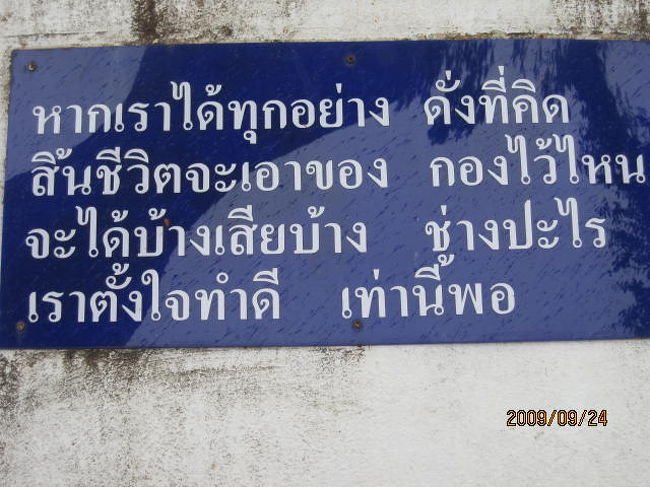 หากเราได้ทุกอย่าง ดั่งที่คิด
สิ้นชีวิตจะเอาของ กองไว้ไหน
จะได้บ้างเสียบ้าง ช่างปะไร
เราตั้งใจทำดี เท่านี้พอ
2009/09/24